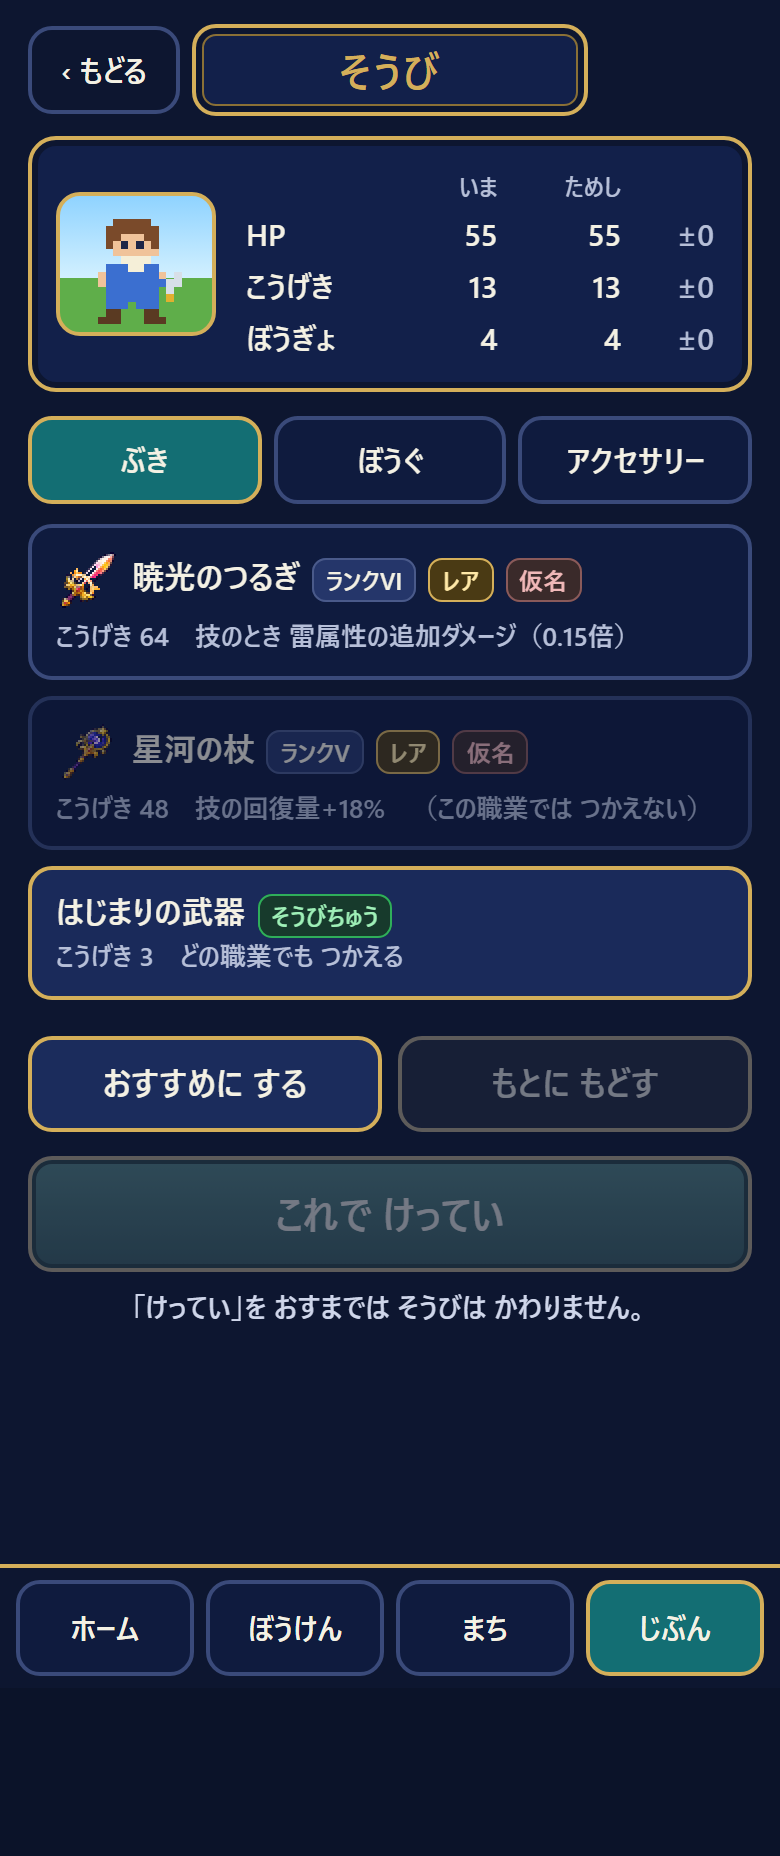 ‹ もどる
そうび
いま ためし
HP 55 55 ±0
こうげき 13 13 ±0
ぼうぎょ 4 4 ±0
ぶき ぼうぐ アクセサリー
暁光のつるぎ ランクVI レア 仮名
こうげき 64 技のとき 雷属性の追加ダメージ（0.15倍）
星河の杖 ランクV レア 仮名
こうげき 48 技の回復量+18% （この職業では つかえない）
はじまりの武器 そうびちゅう
こうげき 3 どの職業でも つかえる
おすすめに する もとに もどす
これで けってい
「けってい」を おすまでは そうびは かわりません。
ホーム ぼうけん まち じぶん